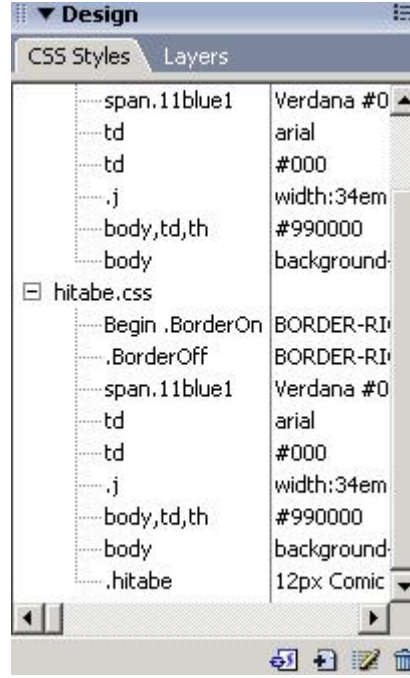 Design
CSS Styles Layers
span.11blue1 Verdana #0
td arial
td #000
.j width:34em
body,td,th #990000
body background-
hitabe.css
Begin .BorderOn BORDER-RI
.BorderOff BORDER-RI
span.11blue1 Verdana #0
td arial
td #000
.j width:34em
body,td,th #990000
body background-
.hitabe 12px Comic